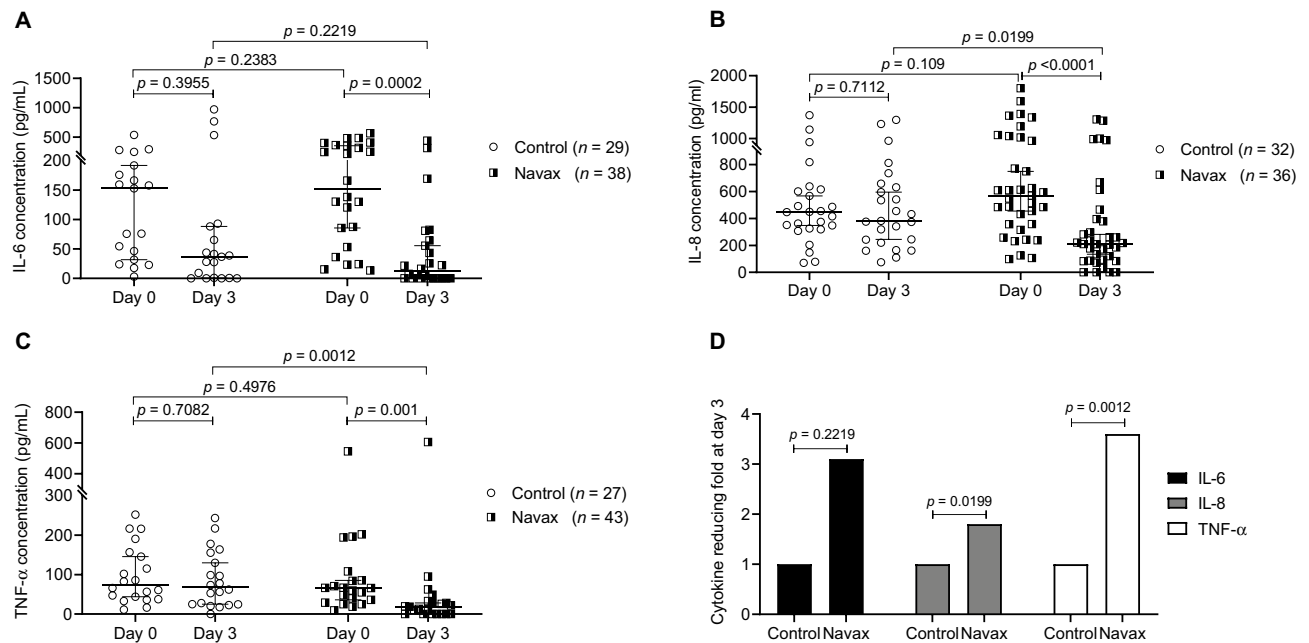 A
p = 0.2219
p = 0.2383
p = 0.3955
p = 0.0002
IL-6 concentration (pg/mL)
1500
1000
500
200
150
100
50
0
Day 0
Day 3
Day 0
Day 3
Control (n = 29)
Navax (n = 38)
B
p = 0.0199
p = 0.109
p <0.0001
p = 0.7112
IL-8 concentration (pg/ml)
2000
1500
1000
800
600
400
200
0
Day 0
Day 3
Day 0
Day 3
Control (n = 32)
Navax (n = 36)
C
p = 0.0012
p = 0.4976
p = 0.7082
p = 0.001
TNF-α concentration (pg/mL)
800
600
400
300
200
100
0
Day 0
Day 3
Day 0
Day 3
Control (n = 27)
Navax (n = 43)
D
Cytokine reducing fold at day 3
4
3
2
1
0
p = 0.2219
p = 0.0199
p = 0.0012
Control Navax
Control Navax
Control Navax
IL-6
IL-8
TNF-α